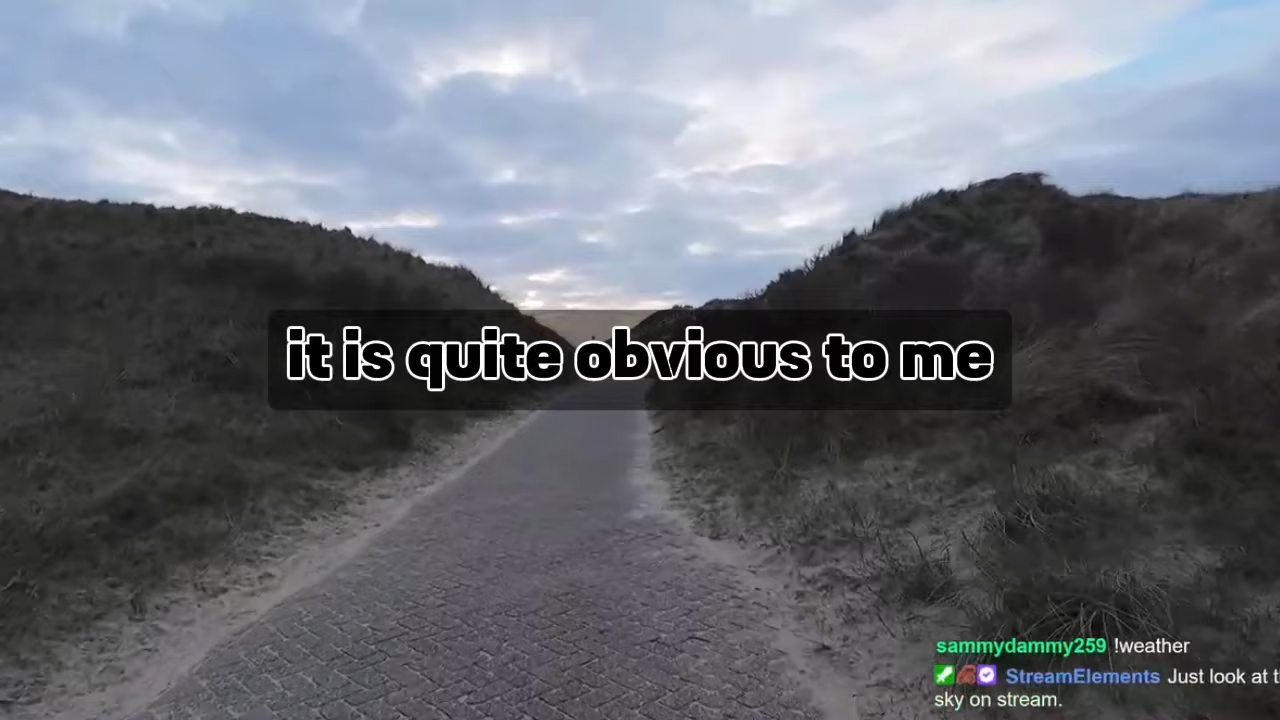 it is quite obvious to me
sammydammy259 !weather
StreamElements Just look at t
sky on stream.